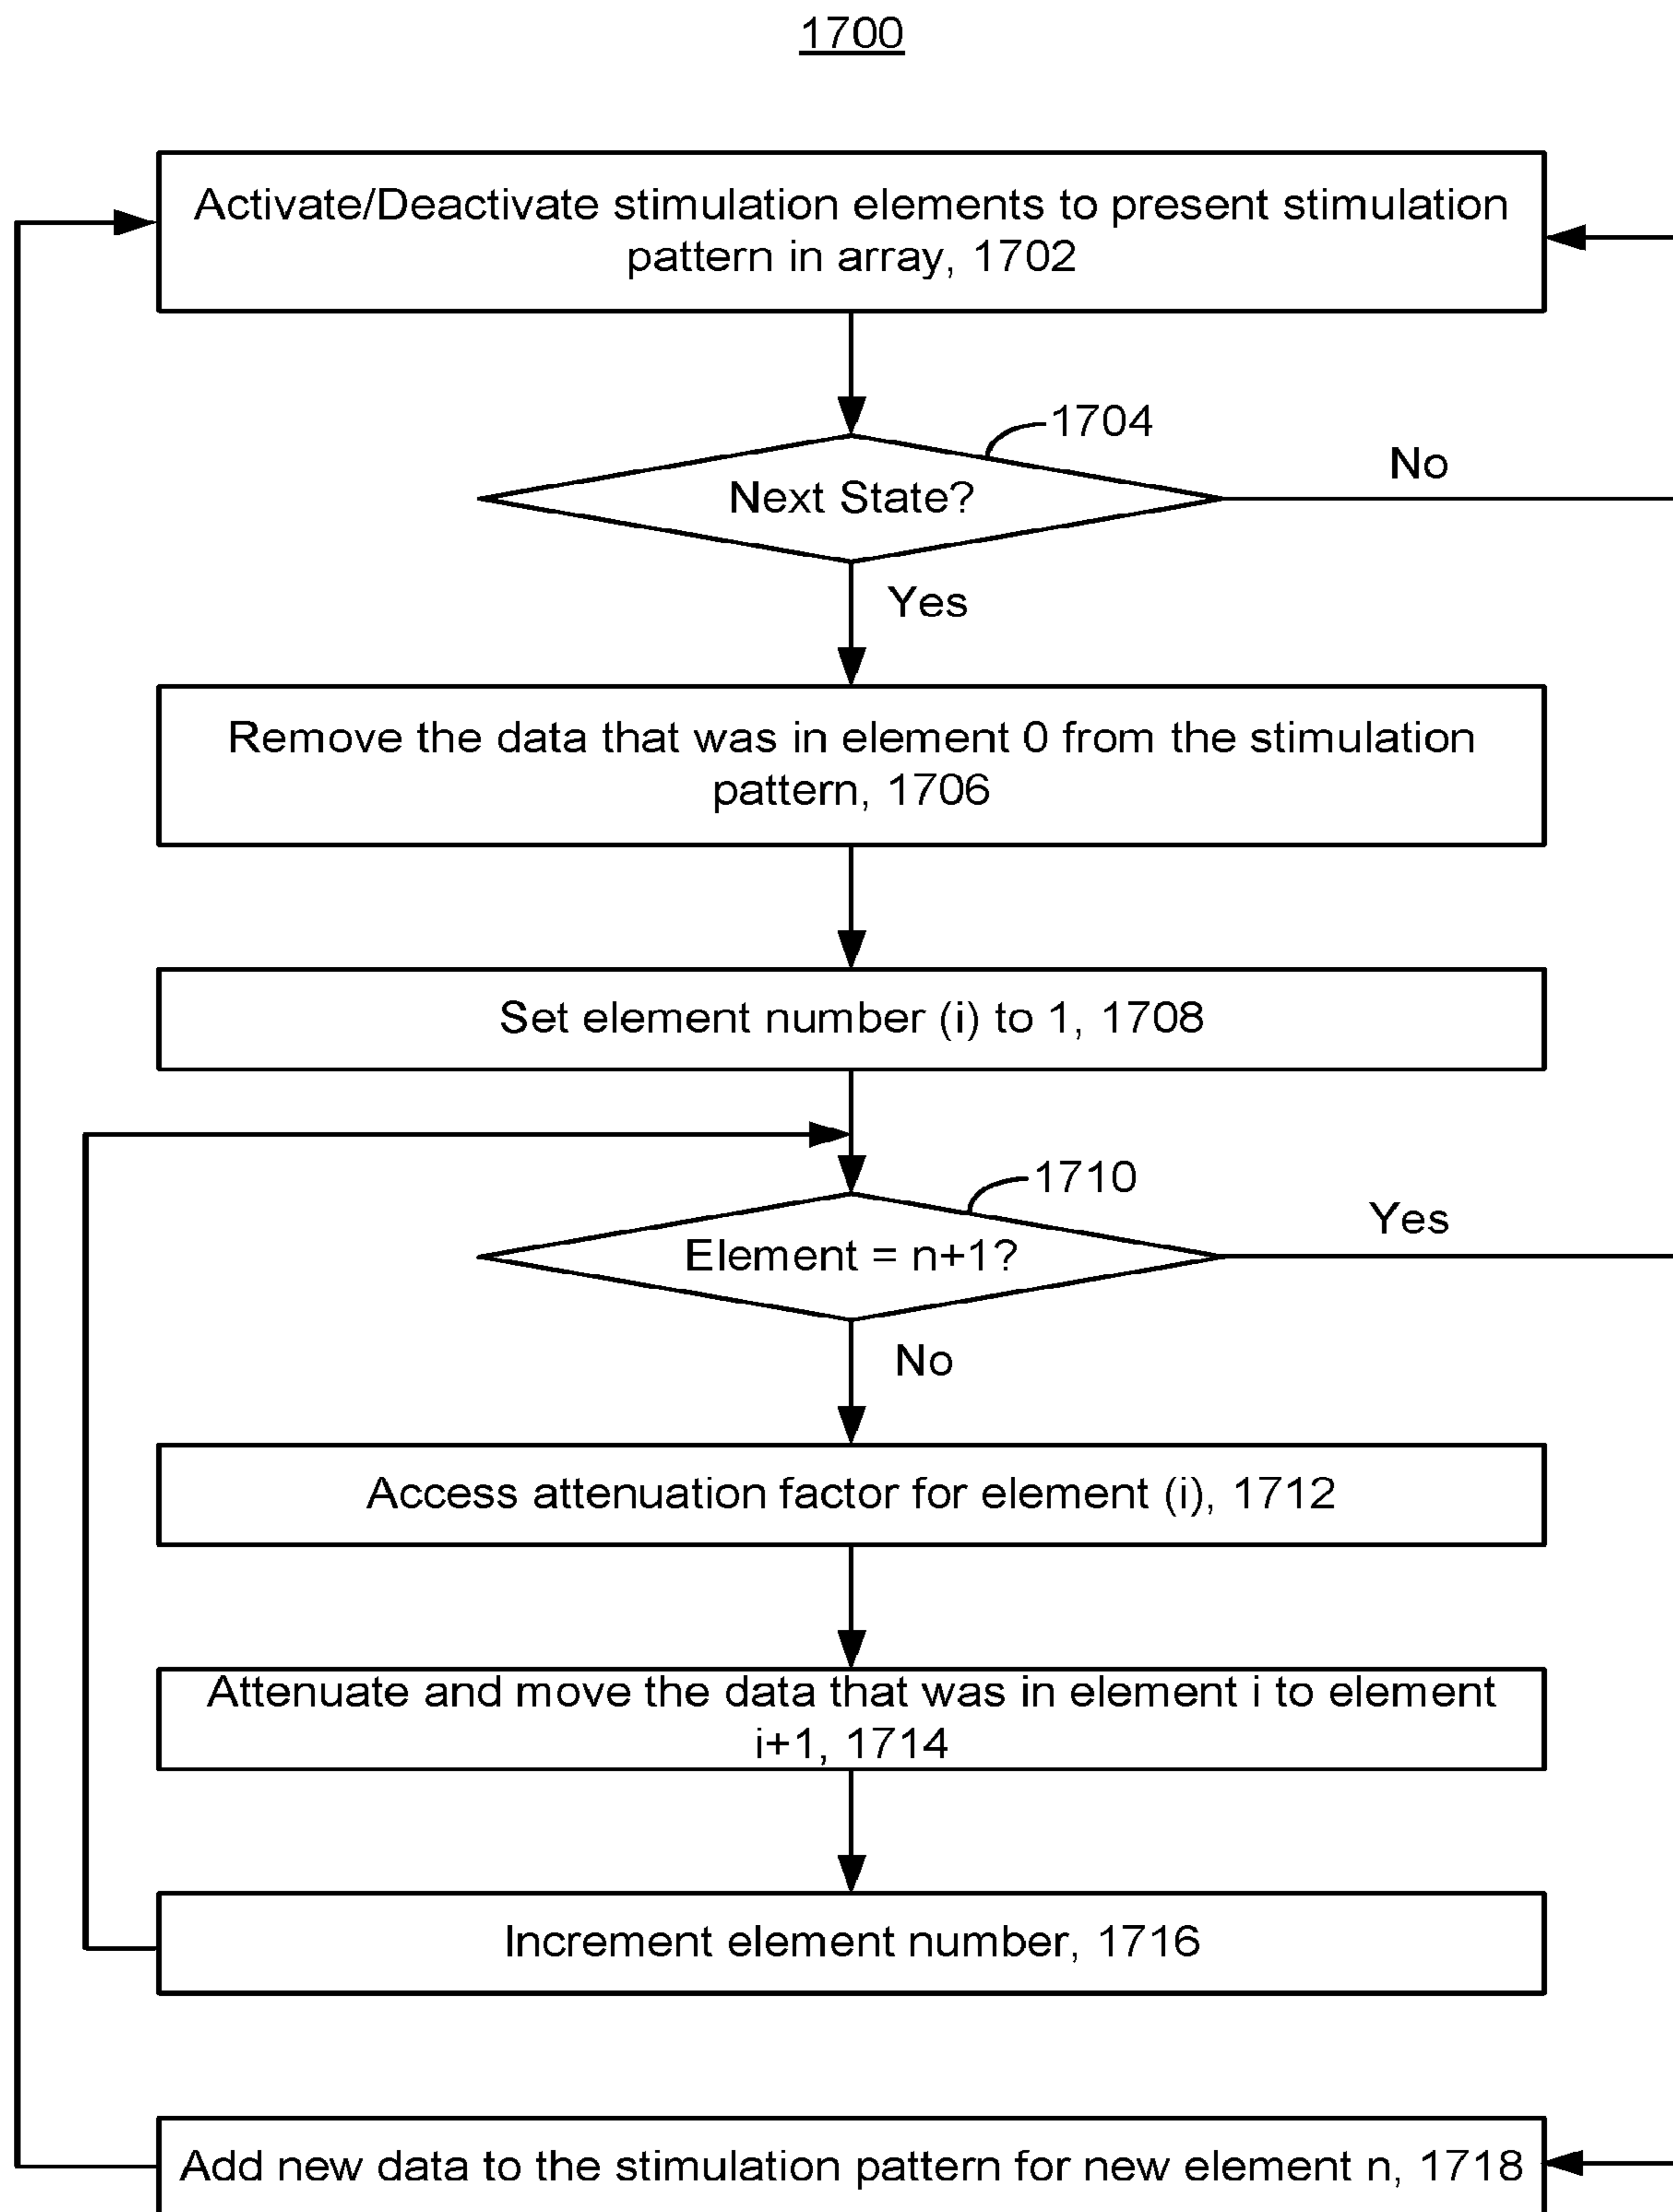 1700
Activate/Deactivate stimulation elements to present stimulation
pattern in array, 1702
1704
No
Next State?
Yes
Remove the data that was in element 0 from the stimulation
pattern, 1706
Set element number (i) to 1, 1708
1710
Yes
Element = n+1?
No
Access attenuation factor for element (i), 1712
Attenuate and move the data that was in element i to element
i+1, 1714
Increment element number, 1716
Add new data to the stimulation pattern for new element n, 1718